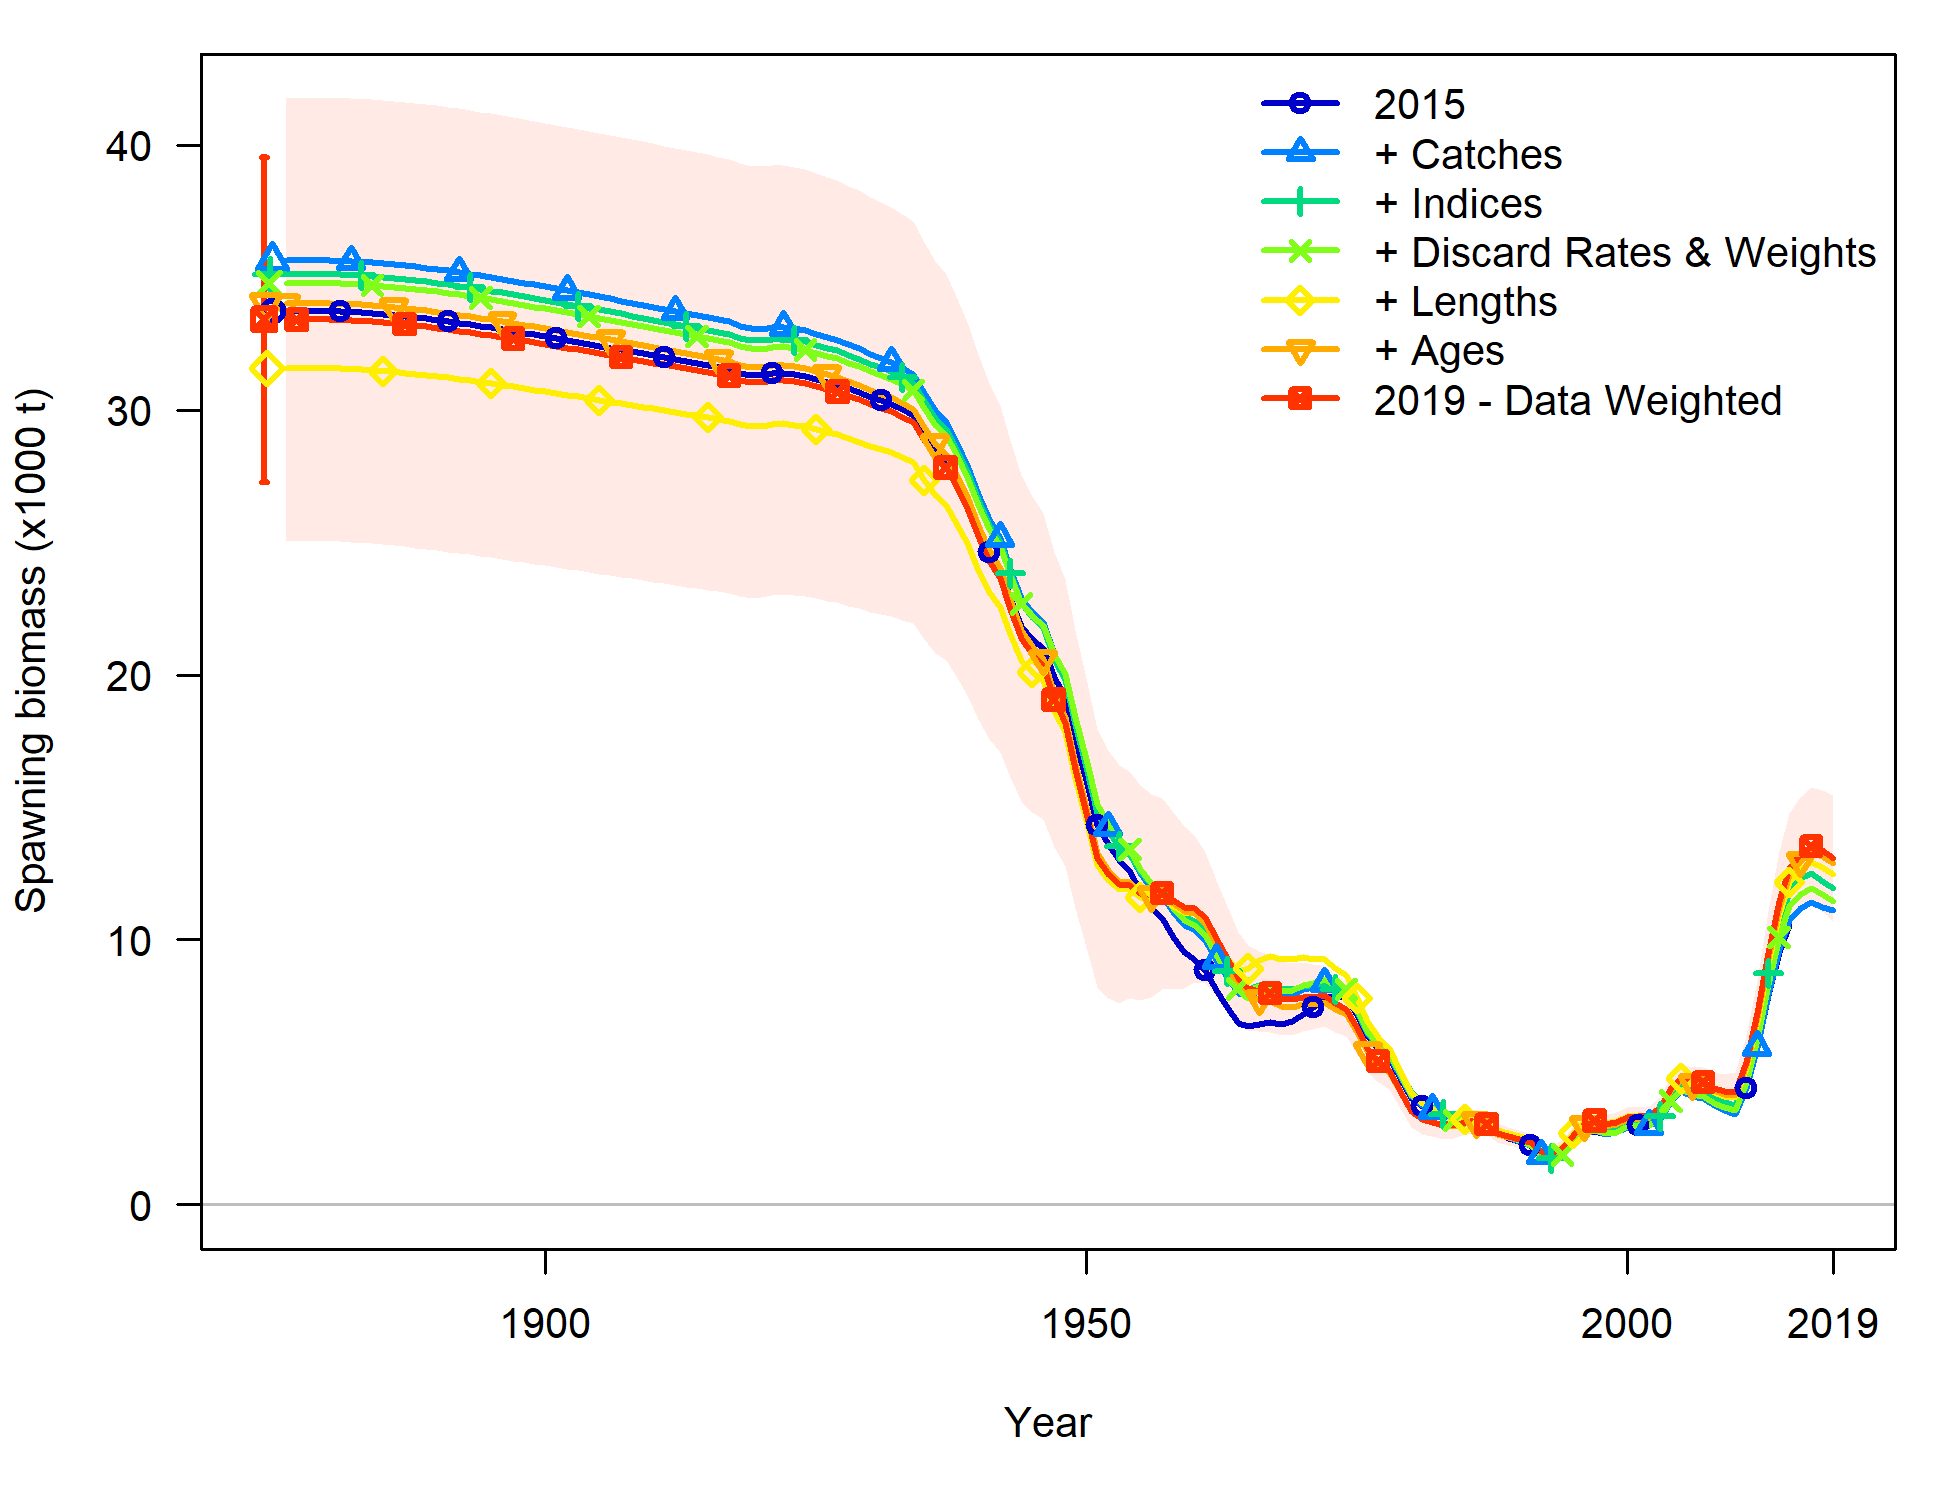 2015
+ Catches
+ Indices
+ Discard Rates & Weights
+ Lengths
+ Ages
2019 - Data Weighted
Spawning biomass (x1000 t)
40
30
20
10
0
1900
1950
2000
2019
Year